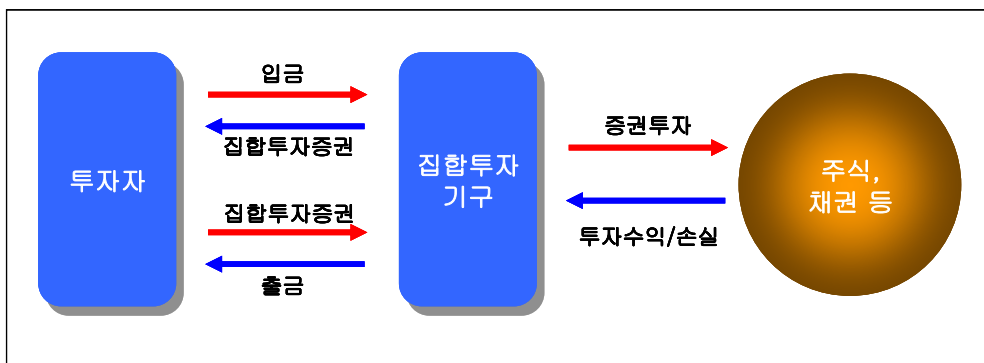 입금
집합투자증권
투자자
집합투자증권
출금
집합투자
기구
증권투자
투자수익/손실
주식,
채권 등